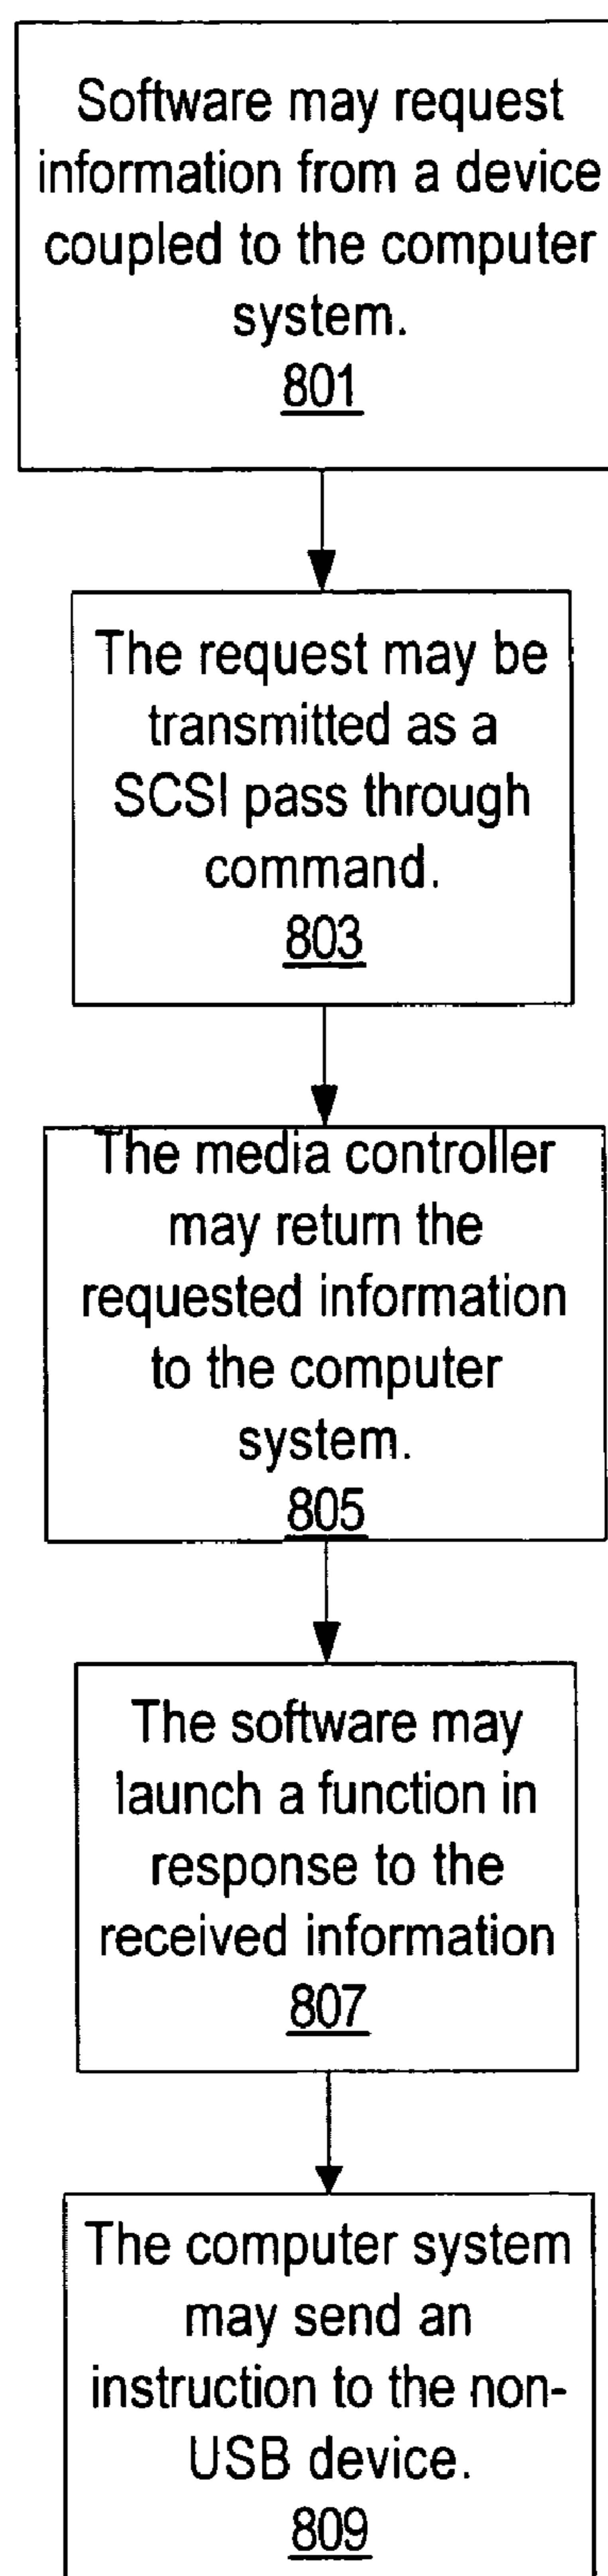 Software may request
information from a device
coupled to the computer
system.
801
The request may be
transmitted as a
SCSI pass through
command.
803
The media controller
may return the
requested information
to the computer
system.
805
The software may
launch a function in
response to the
received information
807
The computer system
may send an
instruction to the non-
USB device.
809